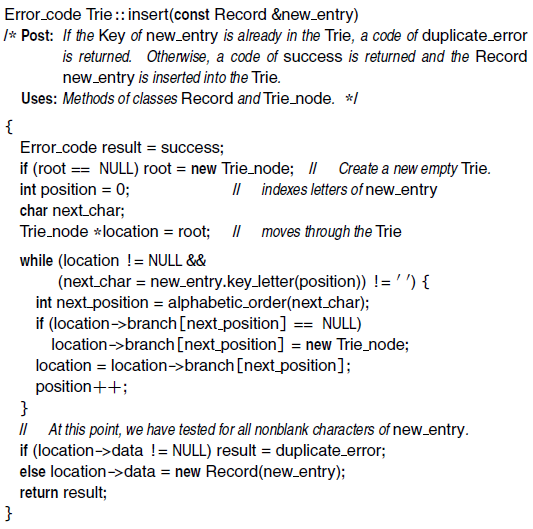 Error_code Trie::insert(const Record &new_entry)
/* Post: If the Key of new_entry is already in the Trie, a code of duplicate_error
is returned. Otherwise, a code of success is returned and the Record
new_entry is inserted into the Trie.
Uses: Methods of classes Record and Trie_node. */
{
Error_code result = success;
if (root == NULL) root = new Trie_node; // Create a new empty Trie.
int position = 0; // indexes letters of new_entry
char next_char;
Trie_node *location = root; // moves through the Trie
while (location != NULL &&
(next_char = new_entry.key_letter(position)) != ' ') {
int next_position = alphabetic_order(next_char);
if (location->branch[next_position] == NULL)
location->branch[next_position] = new Trie_node;
location = location->branch[next_position];
position++;
}
// At this point, we have tested for all nonblank characters of new_entry.
if (location->data != NULL) result = duplicate_error;
else location->data = new Record(new_entry);
return result;
}